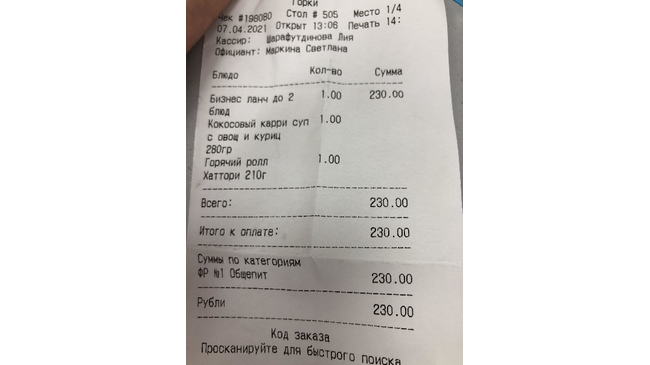 Горки
Чек #198080 Стол # 505 Место 1/4
07.04.2021 Открыт 13:06 Печать 14:
Кассир: Шарафутдинова Лия
Официант: Маркина Светлана
Блюдо Кол-во Сумма
Бизнес ланч до 2 1.00 230.00
блюд
Кокосовый карри суп 1.00
с овощ и куриц
280гр
Горячий ролл 1.00
Хаттори 210г
Всего: 230.00
Итого к оплате: 230.00
Суммы по категориям
ФР №1 Общепит 230.00
Рубли 230.00
Код заказа
Просканируйте для быстрого поиска